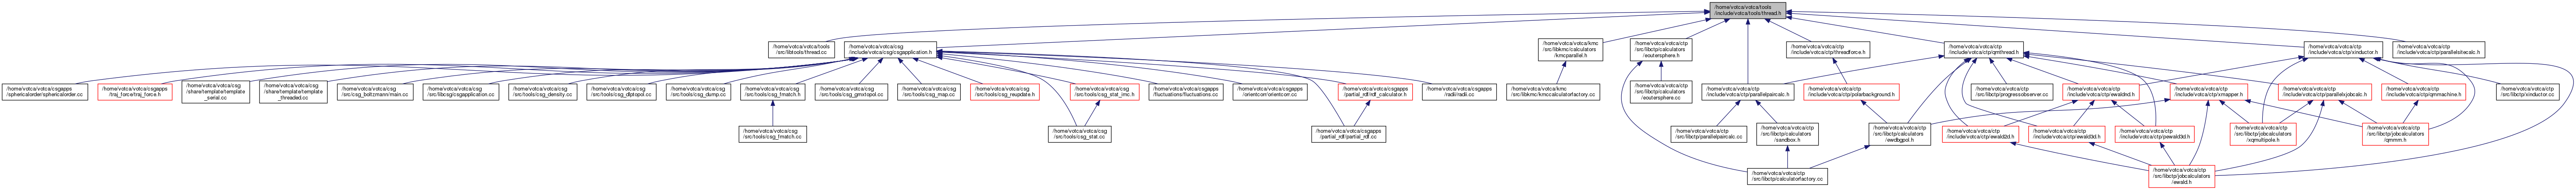 /home/votca/votca/tools
/include/votca/tools/thread.h
/home/votca/votca/tools
/src/libtools/thread.cc
/home/votca/votca/csg
/include/votca/csg/csgapplication.h
/home/votca/votca/kmc
/src/libkmc/calculators
/kmcparallel.h
/home/votca/votca/ctp
/src/libctp/calculators
/eoutersphere.h
/home/votca/votca/ctp
/include/votca/ctp/threadforce.h
/home/votca/votca/ctp
/include/votca/ctp/qmthread.h
/home/votca/votca/ctp
/include/votca/ctp/xinductor.h
/home/votca/votca/ctp
/include/votca/ctp/parallelsitecalc.h
/home/votca/votca/csgapps
/sphericalorder/sphericalorder.cc
/home/votca/votca/csgapps
/traj_force/traj_force.h
/home/votca/votca/csg
/share/template/template
_serial.cc
/home/votca/votca/csg
/share/template/template
_threaded.cc
/home/votca/votca/csg
/src/csg_boltzmann/main.cc
/home/votca/votca/csg
/src/libcsg/csgapplication.cc
/home/votca/votca/csg
/src/tools/csg_density.cc
/home/votca/votca/csg
/src/tools/csg_dlptopol.cc
/home/votca/votca/csg
/src/tools/csg_dump.cc
/home/votca/votca/csg
/src/tools/csg_fmatch.h
/home/votca/votca/csg
/src/tools/csg_gmxtopol.cc
/home/votca/votca/csg
/src/tools/csg_map.cc
/home/votca/votca/csg
/src/tools/csg_reupdate.h
/home/votca/votca/csg
/src/tools/csg_stat_imc.h
/home/votca/votca/csgapps
/fluctuations/fluctuations.cc
/home/votca/votca/csgapps
/orientcorr/orientcorr.cc
/home/votca/votca/csgapps
/partial_rdf/rdf_calculator.h
/home/votca/votca/csgapps
/radii/radii.cc
/home/votca/votca/kmc
/src/libkmc/kmccalculatorfactory.cc
/home/votca/votca/ctp
/src/libctp/calculators
/eoutersphere.cc
/home/votca/votca/ctp
/include/votca/ctp/parallelpaircalc.h
/home/votca/votca/ctp
/include/votca/ctp/polarbackground.h
/home/votca/votca/ctp
/src/libctp/progressobserver.cc
/home/votca/votca/ctp
/include/votca/ctp/ewaldnd.h
/home/votca/votca/ctp
/include/votca/ctp/xmapper.h
/home/votca/votca/ctp
/include/votca/ctp/parallelxjobcalc.h
/home/votca/votca/ctp
/include/votca/ctp/qmmachine.h
/home/votca/votca/ctp
/src/libctp/xinductor.cc
/home/votca/votca/csg
/src/tools/csg_fmatch.cc
/home/votca/votca/csg
/src/tools/csg_stat.cc
/home/votca/votca/csgapps
/partial_rdf/partial_rdf.cc
/home/votca/votca/ctp
/src/libctp/parallelpaircalc.cc
/home/votca/votca/ctp
/src/libctp/calculators
/sandbox.h
/home/votca/votca/ctp
/src/libctp/calculators
/ewdbgpol.h
/home/votca/votca/ctp
/include/votca/ctp/ewald2d.h
/home/votca/votca/ctp
/include/votca/ctp/ewald3d.h
/home/votca/votca/ctp
/include/votca/ctp/pewald3d.h
/home/votca/votca/ctp
/src/libctp/jobcalculators
/xqmultipole.h
/home/votca/votca/ctp
/src/libctp/jobcalculators
/qmmm.h
/home/votca/votca/ctp
/src/libctp/calculatorfactory.cc
/home/votca/votca/ctp
/src/libctp/jobcalculators
/ewald.h